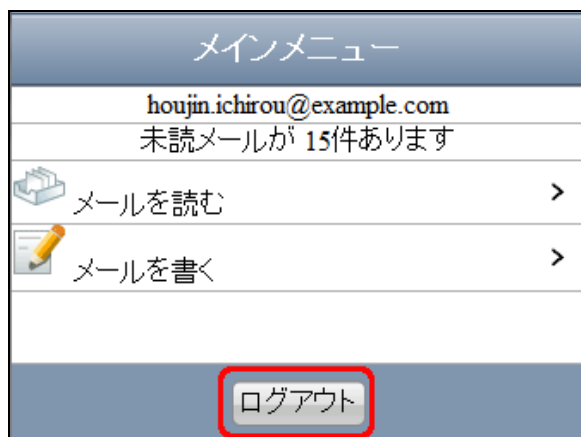 メインメニュー
houjin.ichirou@example.com
未読メールが 15件あります
メールを読む
メールを書く
ログアウト